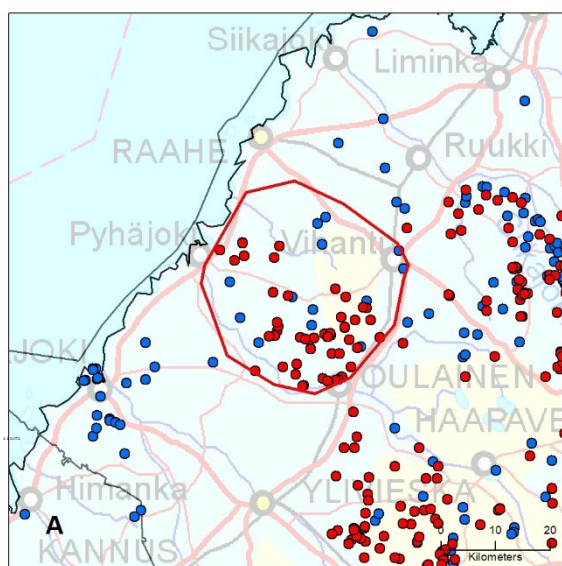 Siikajoki
Liminka
RAAHE
Ruukki
Pyhäjoki
Vihanti
JOKI
OULAINEN
HAAPAVE
Himanka
YLIVIESKA
A
KANNUS
0 10 20
Kilometers